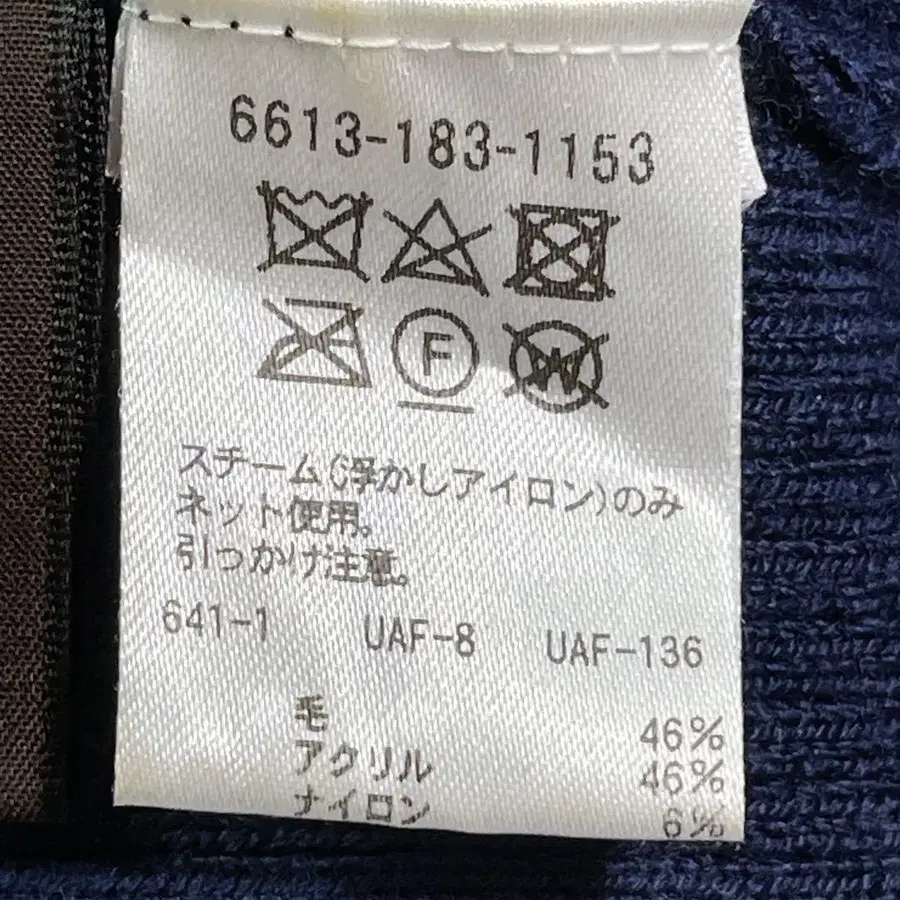 6613-183-1153
F
W
スチーム(浮かしアイロン)のみ
ネット使用。
引っかけ注意。
641-1 UAF-8 UAF-136
毛 46%
アクリル 46%
ナイロン 6%